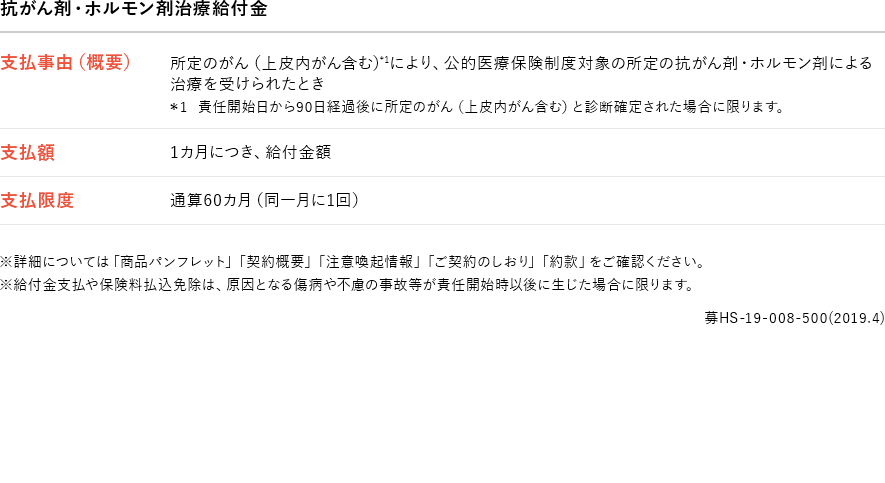 抗がん剤・ホルモン剤治療給付金
支払事由（概要）
所定のがん（上皮内がん含む）*1により、公的医療保険制度対象の所定の抗がん剤・ホルモン剤による
治療を受けられたとき
＊1 責任開始日から90日経過後に所定のがん（上皮内がん含む）と診断確定された場合に限ります。
支払額
1カ月につき、給付金額
支払限度
通算60カ月（同一月に1回）
※詳細については「商品パンフレット」「契約概要」「注意喚起情報」「ご契約のしおり」「約款」をご確認ください。
※給付金支払や保険料払込免除は、原因となる傷病や不慮の事故等が責任開始時以後に生じた場合に限ります。
募HS-19-008-500(2019.4)